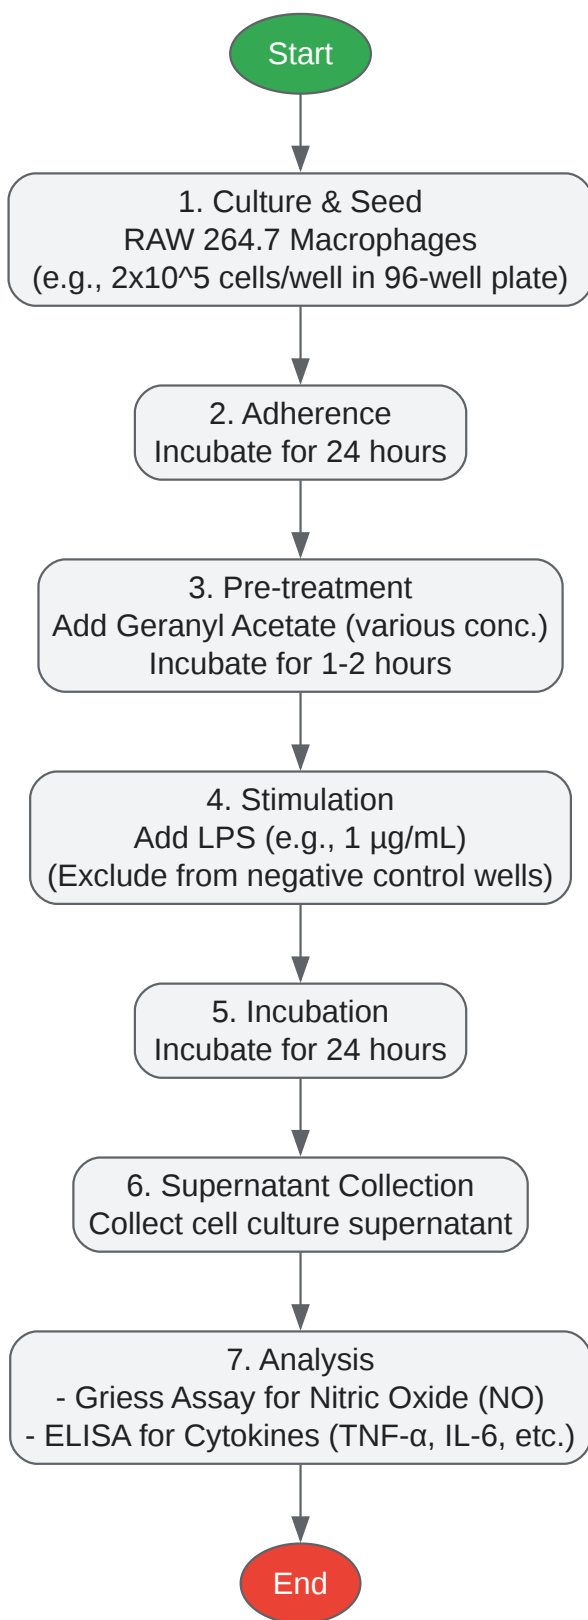 Start
1. Culture & Seed
RAW 264.7 Macrophages
(e.g., 2x10^5 cells/well in 96-well plate)
2. Adherence
Incubate for 24 hours
3. Pre-treatment
Add Geranyl Acetate (various conc.)
Incubate for 1-2 hours
4. Stimulation
Add LPS (e.g., 1 µg/mL)
(Exclude from negative control wells)
5. Incubation
Incubate for 24 hours
6. Supernatant Collection
Collect cell culture supernatant
7. Analysis
- Griess Assay for Nitric Oxide (NO)
- ELISA for Cytokines (TNF-α, IL-6, etc.)
End